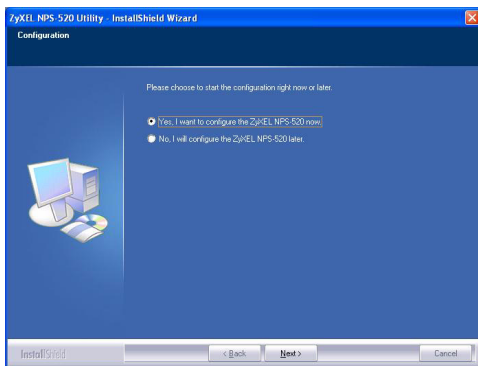 ZyXEL NPS-520 Utility - InstallShield Wizard
Configuration
Please choose to start the configuration right now or later.
Yes, I want to configure the ZyXEL NPS-520 now.
No, I will configure the ZyXEL NPS-520 later.
InstallShield
< Back
Next >
Cancel